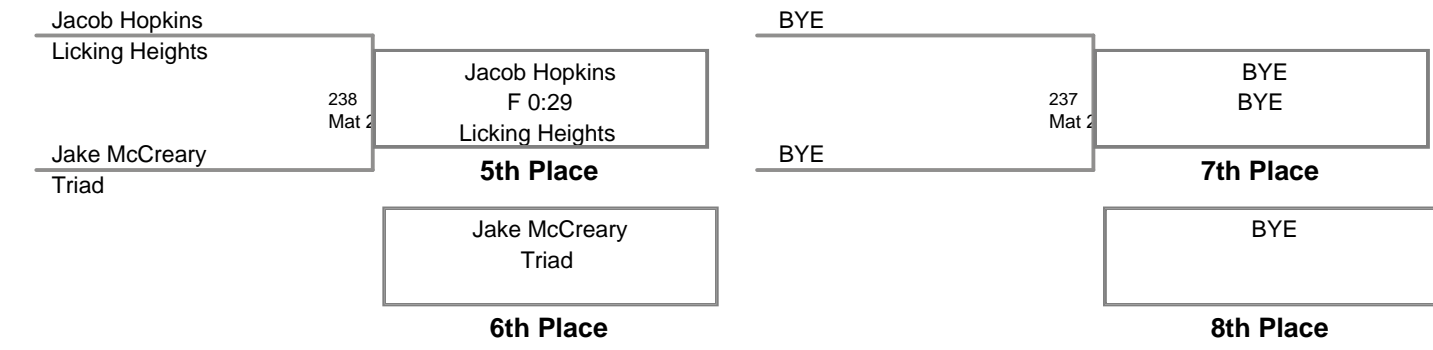 Jacob Hopkins
Licking Heights
238
Mat 2
Jake McCreary
Triad
Jacob Hopkins
F 0:29
Licking Heights
5th Place
Jake McCreary
Triad
6th Place
BYE
237
Mat 2
BYE
BYE
BYE
7th Place
BYE
8th Place